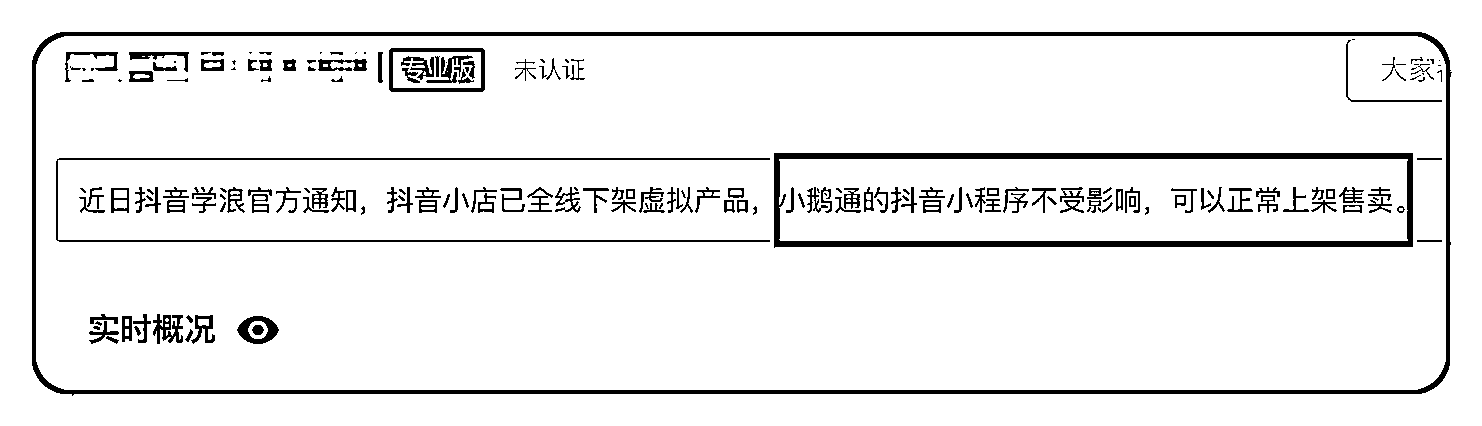 专业版 未认证 大家
近日抖音学浪官方通知，抖音小店已全线下架虚拟产品，小鹅通的抖音小程序不受影响，可以正常上架售卖。
实时概况